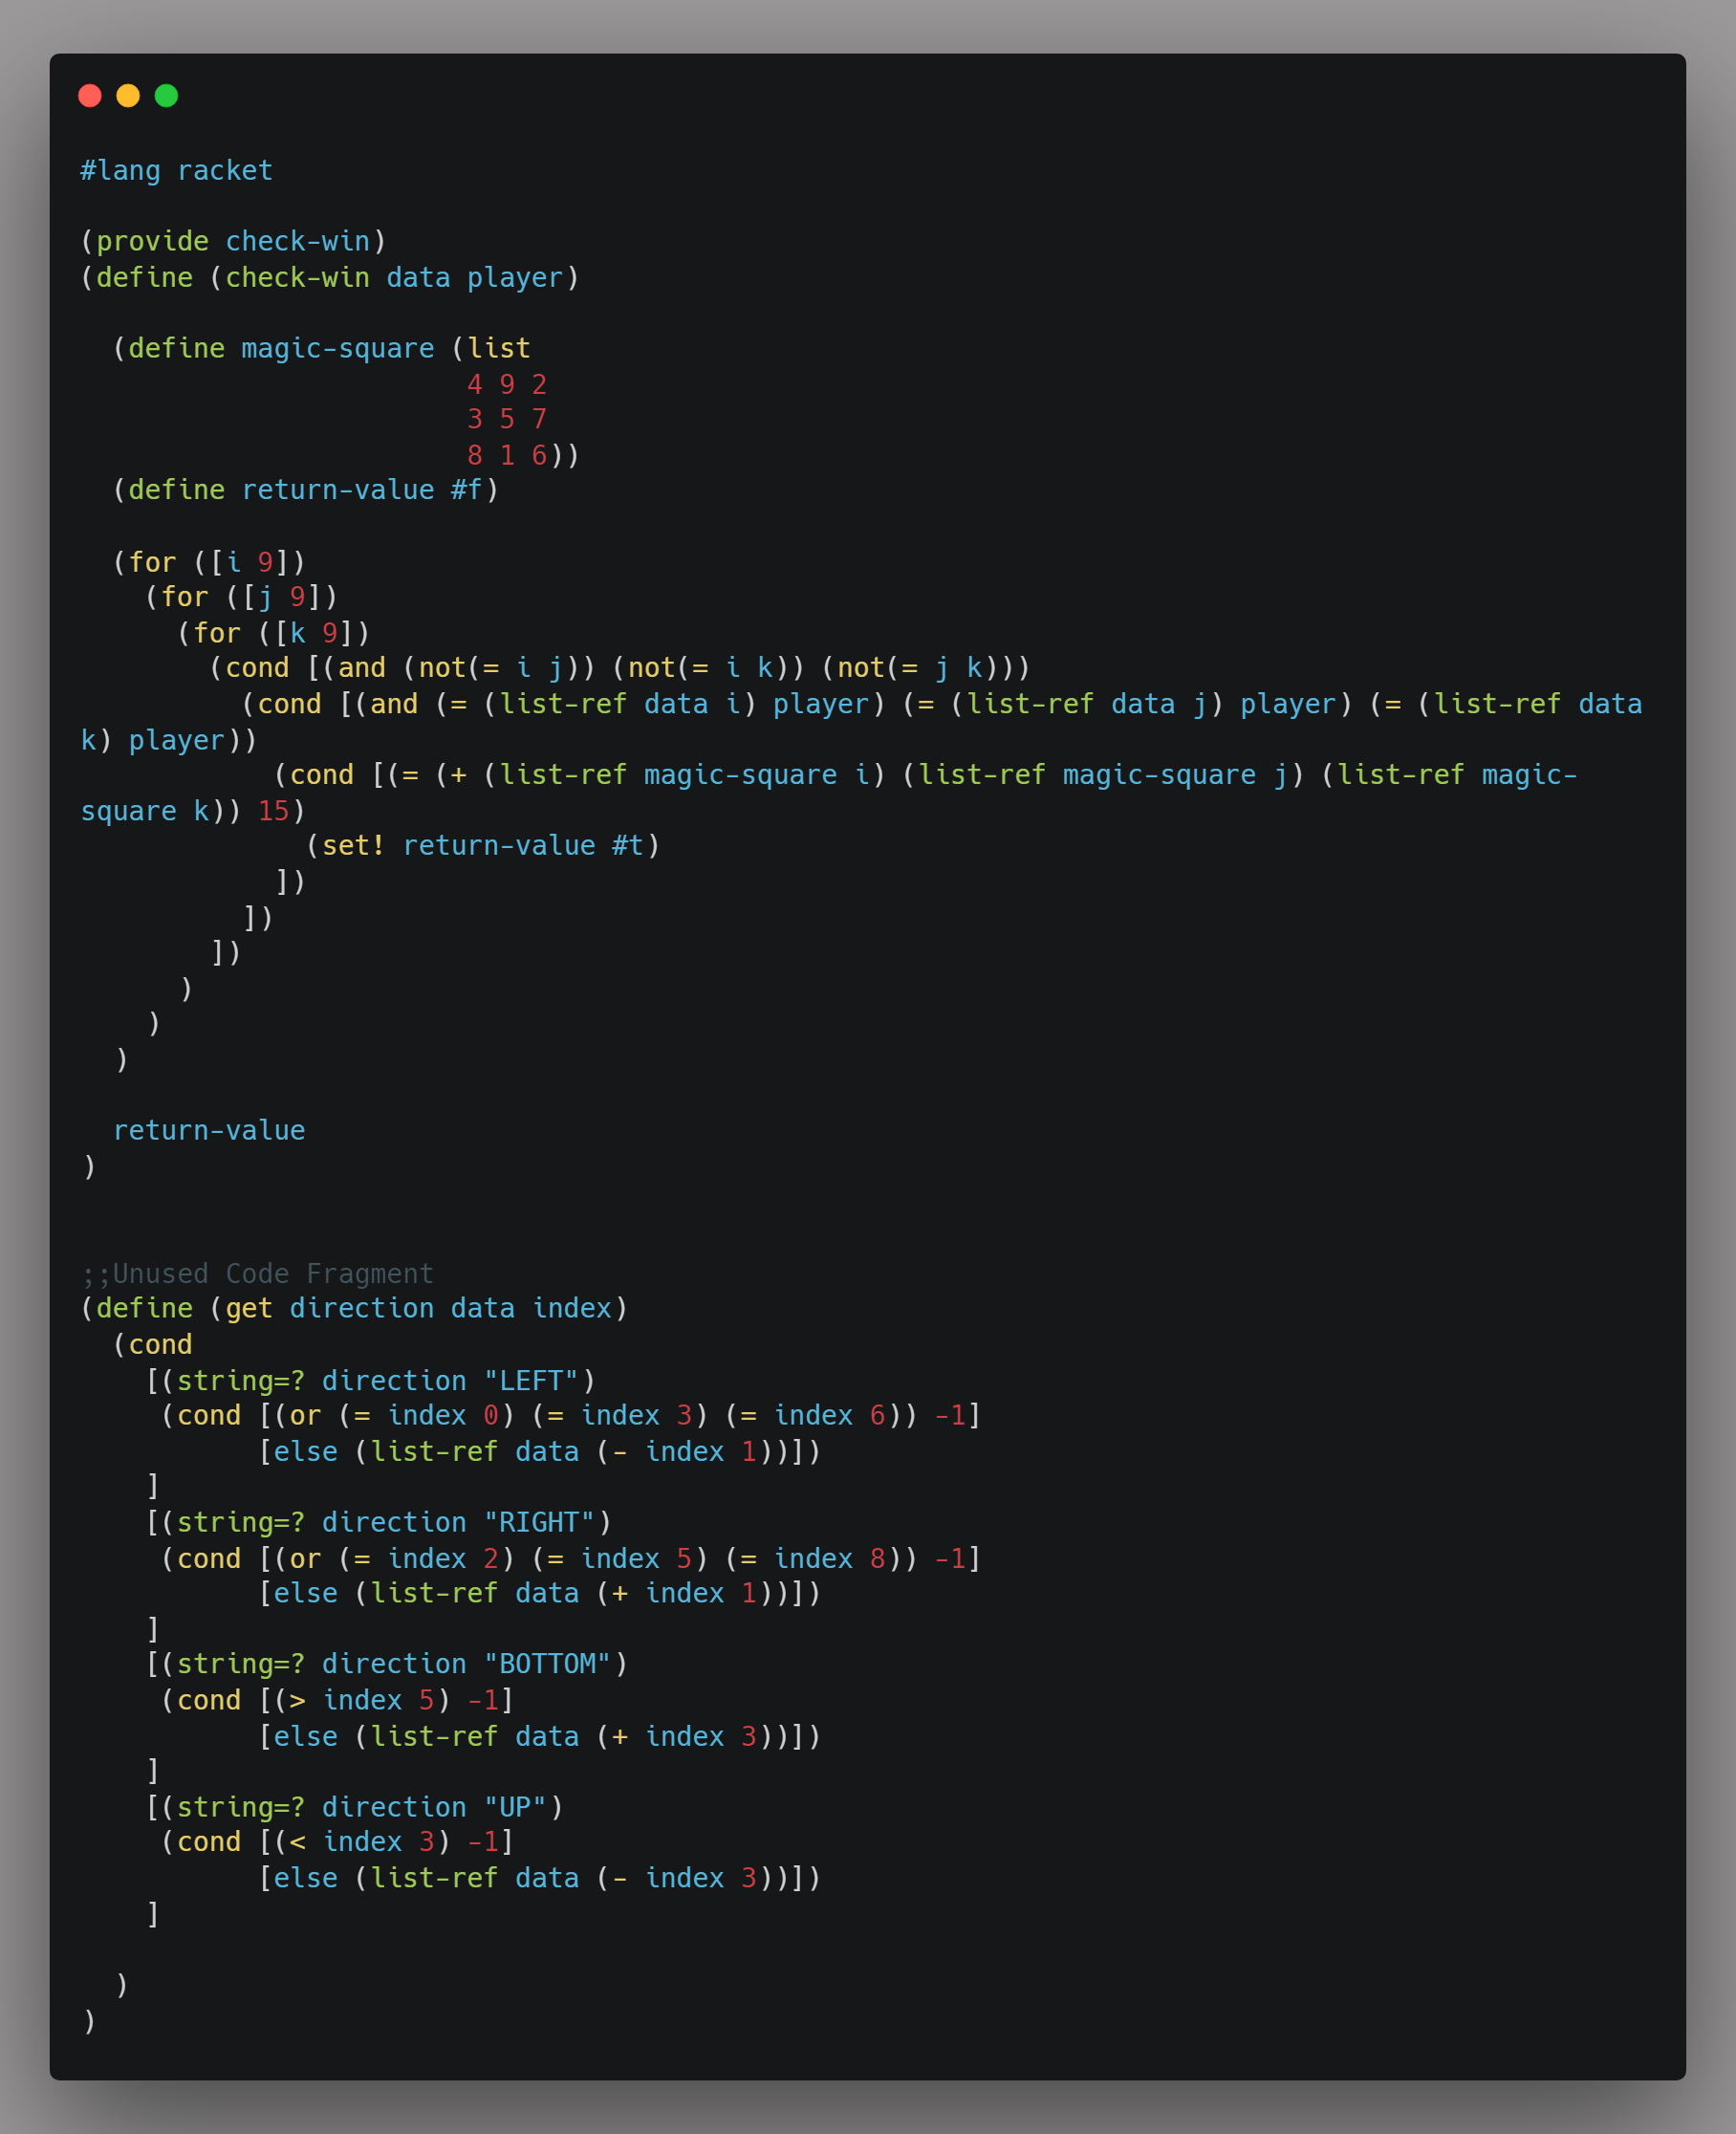 #lang racket

(provide check-win)
(define (check-win data player)

  (define magic-square (list
                        4 9 2
                        3 5 7
                        8 1 6))
  (define return-value #f)

  (for ([i 9])
    (for ([j 9])
      (for ([k 9])
        (cond [(and (not(= i j)) (not(= i k)) (not(= j k)))
          (cond [(and (= (list-ref data i) player) (= (list-ref data j) player) (= (list-ref data
k) player))
            (cond [(= (+ (list-ref magic-square i) (list-ref magic-square j) (list-ref magic-
square k)) 15)
              (set! return-value #t)
            ])
          ])
        ])
      )
    )
  )

  return-value
)


;;Unused Code Fragment
(define (get direction data index)
  (cond
    [(string=? direction "LEFT")
     (cond [(or (= index 0) (= index 3) (= index 6)) -1]
           [else (list-ref data (- index 1))])
    ]
    [(string=? direction "RIGHT")
     (cond [(or (= index 2) (= index 5) (= index 8)) -1]
           [else (list-ref data (+ index 1))])
    ]
    [(string=? direction "BOTTOM")
     (cond [(> index 5) -1]
           [else (list-ref data (+ index 3))])
    ]
    [(string=? direction "UP")
     (cond [(< index 3) -1]
           [else (list-ref data (- index 3))])
    ]

  )
)